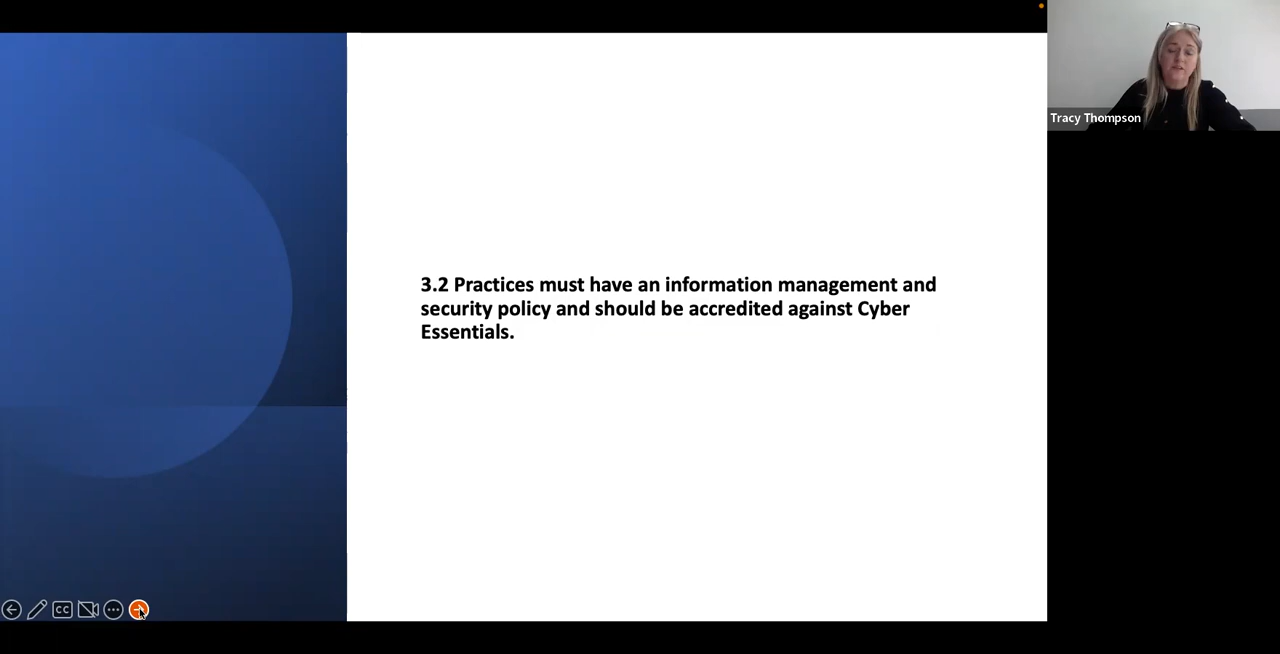 3.2 Practices must have an information management and
security policy and should be accredited against Cyber
Essentials.
Tracy Thompson
CC